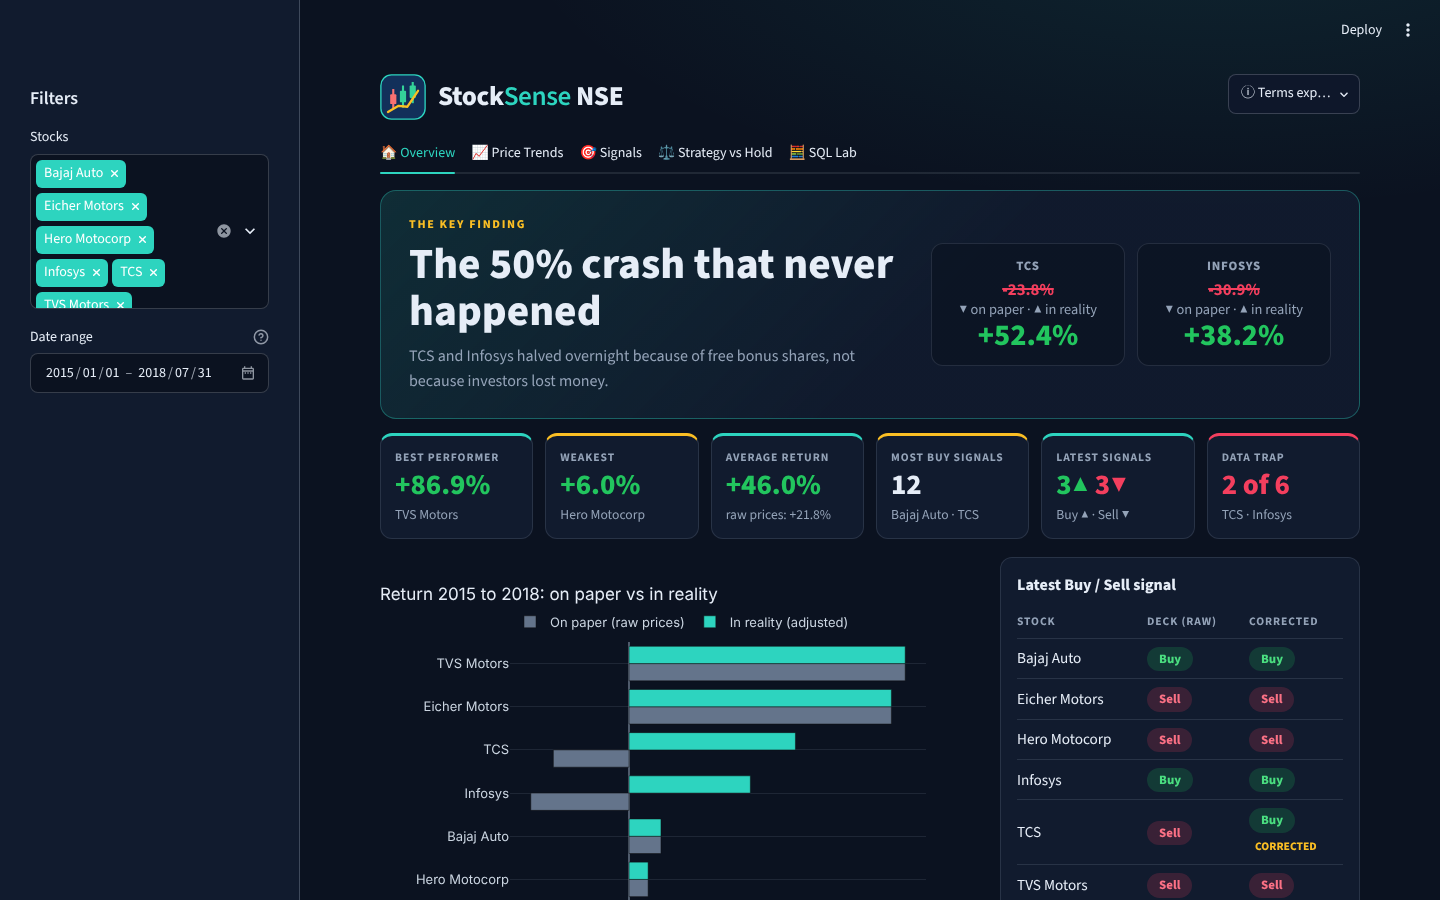 Deploy
Filters
Stocks
Bajaj Auto ×
Eicher Motors ×
Hero Motocorp ×
Infosys × TCS ×
TVS Motors ×
Date range
2015/01/01 – 2018/07/31
StockSense NSE
Terms exp...
Overview Price Trends Signals Strategy vs Hold SQL Lab
THE KEY FINDING
The 50% crash that never
happened
TCS and Infosys halved overnight because of free bonus shares, not
because investors lost money.
TCS
-23.8%
▼ on paper · ▲ in reality
+52.4%
INFOSYS
-30.9%
▼ on paper · ▲ in reality
+38.2%
BEST PERFORMER
+86.9%
TVS Motors
WEAKEST
+6.0%
Hero Motocorp
AVERAGE RETURN
+46.0%
raw prices: +21.8%
MOST BUY SIGNALS
12
Bajaj Auto · TCS
LATEST SIGNALS
3▲ 3▼
Buy ▲ · Sell ▼
DATA TRAP
2 of 6
TCS · Infosys
Return 2015 to 2018: on paper vs in reality
On paper (raw prices) In reality (adjusted)
TVS Motors
Eicher Motors
TCS
Infosys
Bajaj Auto
Hero Motocorp
Latest Buy / Sell signal
STOCK DECK (RAW) CORRECTED
Bajaj Auto Buy Buy
Eicher Motors Sell Sell
Hero Motocorp Sell Sell
Infosys Buy Buy
TCS Sell Buy
CORRECTED
TVS Motors Sell Sell